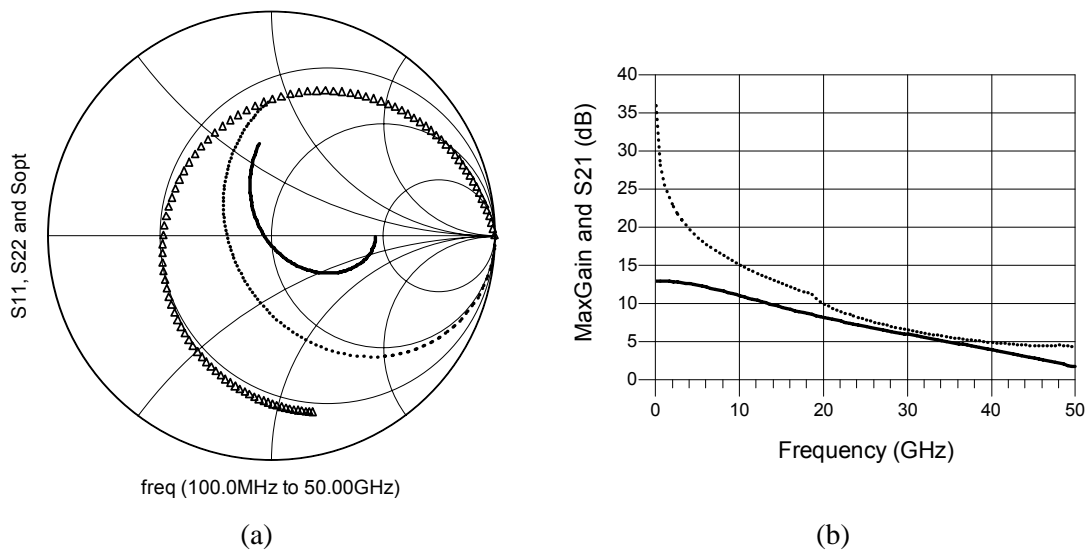 S11, S22 and Sopt
freq (100.0MHz to 50.00GHz)
(a)
MaxGain and S21 (dB)
40
35
30
25
20
15
10
5
0
0 10 20 30 40 50
Frequency (GHz)
(b)